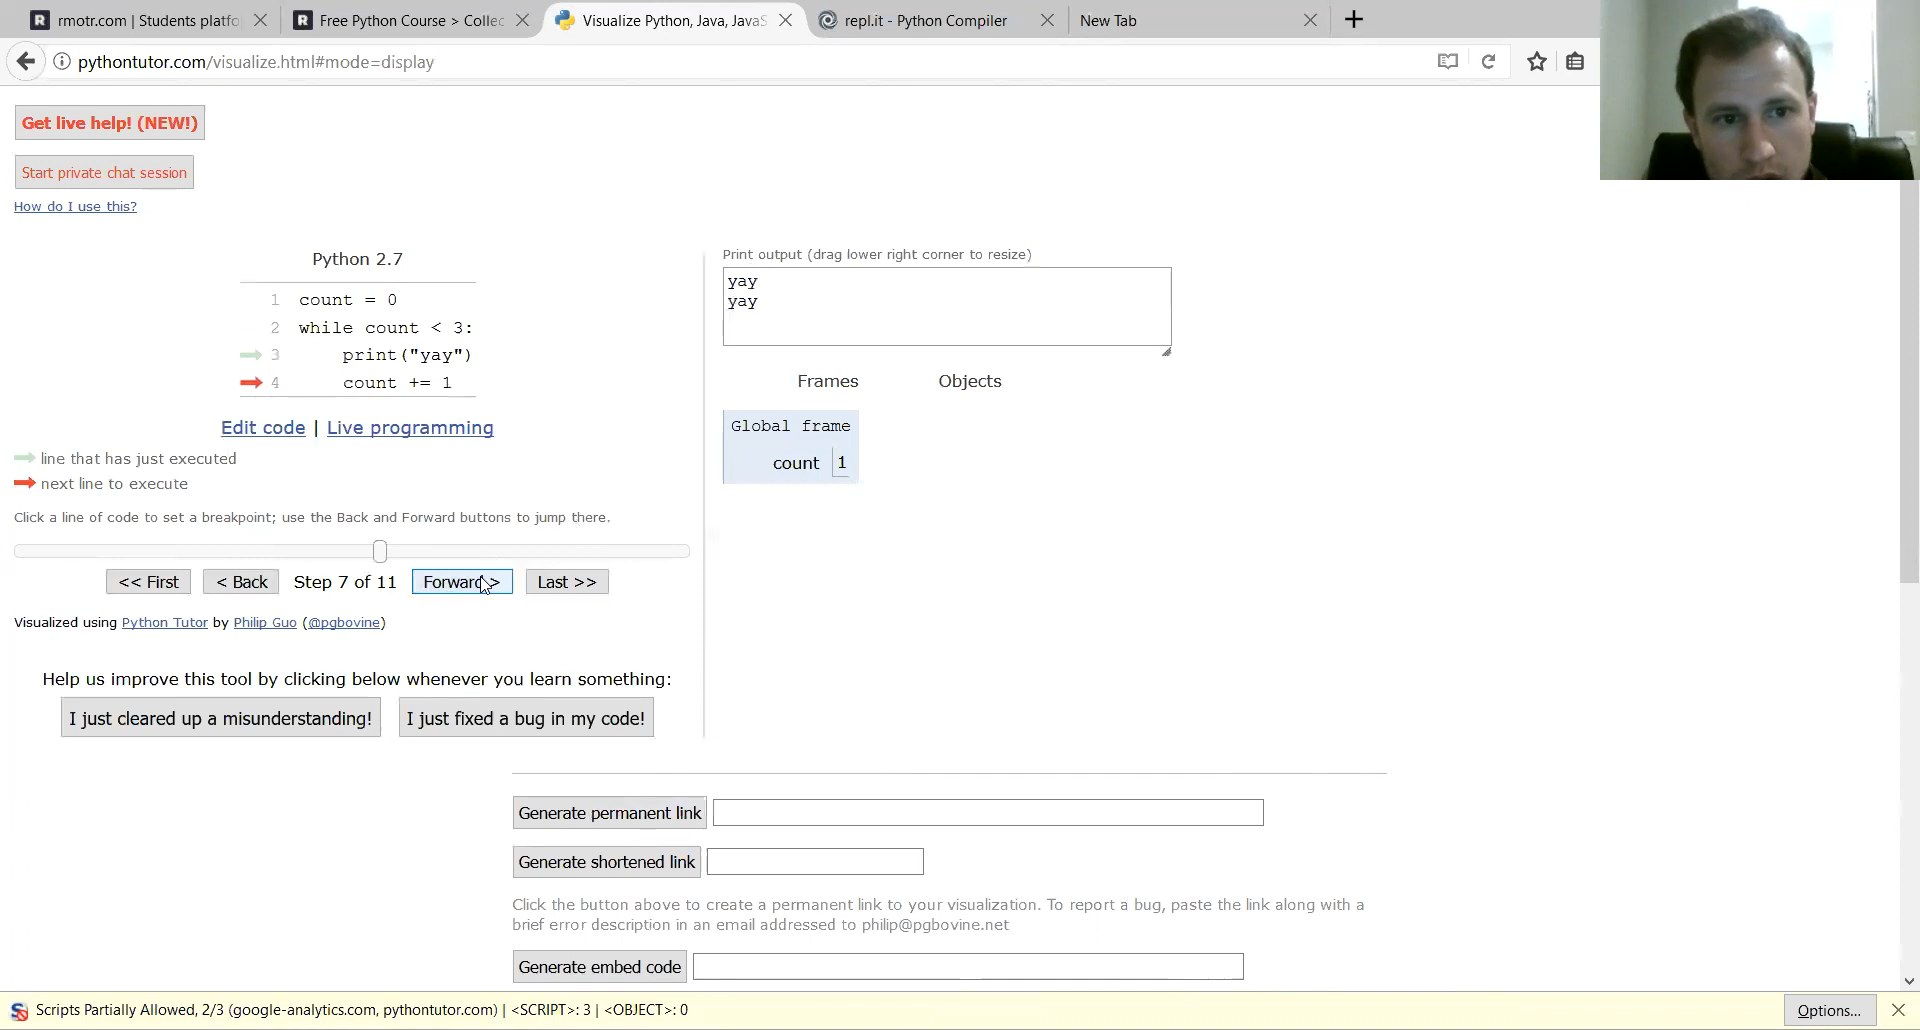 rmotr.com | Students platfo
Free Python Course > Collec
Visualize Python, Java, JavaS
repl.it - Python Compiler
New Tab
pythontutor.com/visualize.html#mode=display
Get live help! (NEW!)
Start private chat session
How do I use this?
Python 2.7
1 count = 0
2 while count < 3:
3 print("yay")
4 count += 1
Edit code | Live programming
line that has just executed
next line to execute
Click a line of code to set a breakpoint; use the Back and Forward buttons to jump there.
<< First
< Back
Step 7 of 11
Forward >
Last >>
Visualized using Python Tutor by Philip Guo (@pgbovine)
Help us improve this tool by clicking below whenever you learn something:
I just cleared up a misunderstanding!
I just fixed a bug in my code!
Print output (drag lower right corner to resize)
yay
yay
Frames
Objects
Global frame
count 1
Generate permanent link
Generate shortened link
Click the button above to create a permanent link to your visualization. To report a bug, paste the link along with a
brief error description in an email addressed to philip@pgbovine.net
Generate embed code
Scripts Partially Allowed, 2/3 (google-analytics.com, pythontutor.com) | <SCRIPT>: 3 | <OBJECT>: 0
Options...